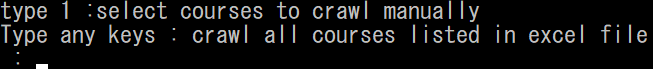 type 1 :select courses to crawl manually
Type any keys : crawl all courses listed in excel file
 :